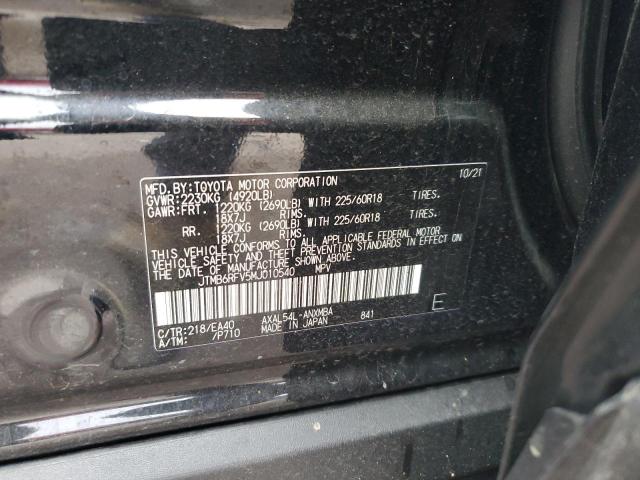 MFD.BY:TOYOTA MOTOR CORPORATION 10/21
GVWR:2230KG (4920LB)
GAWR:FRT. 1220KG (2690LB) WITH 225/60R18 TIRES.
18X7J RIMS.
RR. 1220KG (2690LB) WITH 225/60R18 TIRES.
18X7J RIMS.
THIS VEHICLE CONFORMS TO ALL APPLICABLE FEDERAL MOTOR
VEHICLE SAFETY AND THEFT PREVENTION STANDARDS IN EFFECT ON
THE DATE OF MANUFACTURE SHOWN ABOVE.
JTMB6RFV5MJ010540 MPV
C/TR:218/EA40 AXAL54L-ANXMBA 841 E
A/TM: /P710 MADE IN JAPAN